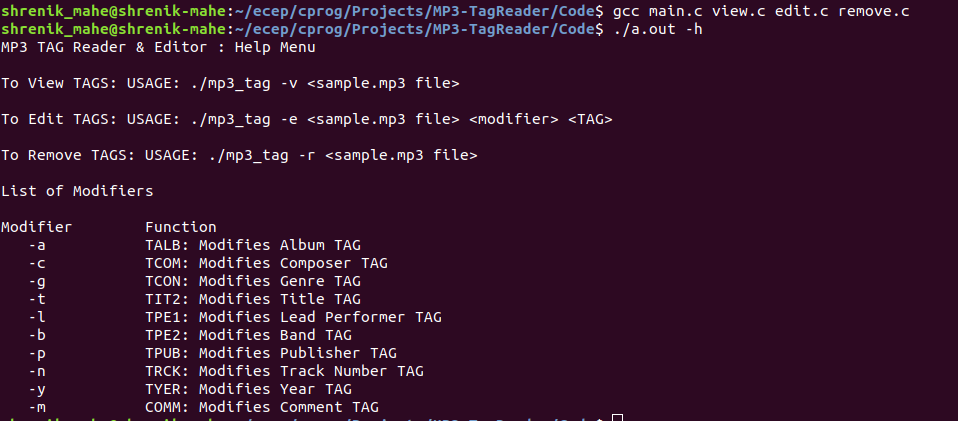 shrenik_mahe@shrenik-mahe:~/ecep/cprog/Projects/MP3-TagReader/Code$ gcc main.c view.c edit.c remove.c
shrenik_mahe@shrenik-mahe:~/ecep/cprog/Projects/MP3-TagReader/Code$ ./a.out -h
MP3 TAG Reader & Editor : Help Menu
To View TAGS: USAGE: ./mp3_tag -v <sample.mp3 file>
To Edit TAGS: USAGE: ./mp3_tag -e <sample.mp3 file> <modifier> <TAG>
To Remove TAGS: USAGE: ./mp3_tag -r <sample.mp3 file>
List of Modifiers
Modifier Function
-a TALB: Modifies Album TAG
-c TCOM: Modifies Composer TAG
-g TCON: Modifies Genre TAG
-t TIT2: Modifies Title TAG
-l TPE1: Modifies Lead Performer TAG
-b TPE2: Modifies Band TAG
-p TPUB: Modifies Publisher TAG
-n TRCK: Modifies Track Number TAG
-y TYER: Modifies Year TAG
-m COMM: Modifies Comment TAG